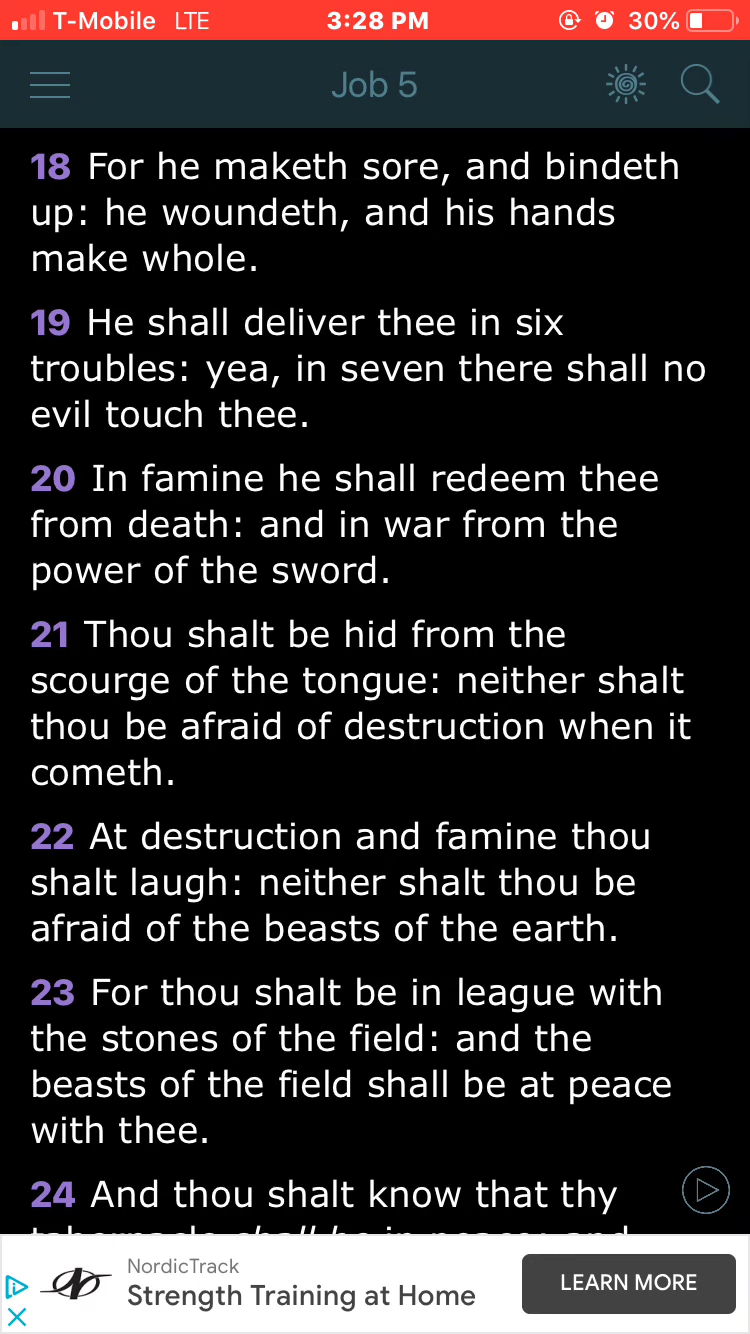 T-Mobile LTE 3:28 PM 30%
Job 5
18 For he maketh sore, and bindeth
up: he woundeth, and his hands
make whole.
19 He shall deliver thee in six
troubles: yea, in seven there shall no
evil touch thee.
20 In famine he shall redeem thee
from death: and in war from the
power of the sword.
21 Thou shalt be hid from the
scourge of the tongue: neither shalt
thou be afraid of destruction when it
cometh.
22 At destruction and famine thou
shalt laugh: neither shalt thou be
afraid of the beasts of the earth.
23 For thou shalt be in league with
the stones of the field: and the
beasts of the field shall be at peace
with thee.
24 And thou shalt know that thy
tabernacle shall be in peace; and
NordicTrack
Strength Training at Home
LEARN MORE